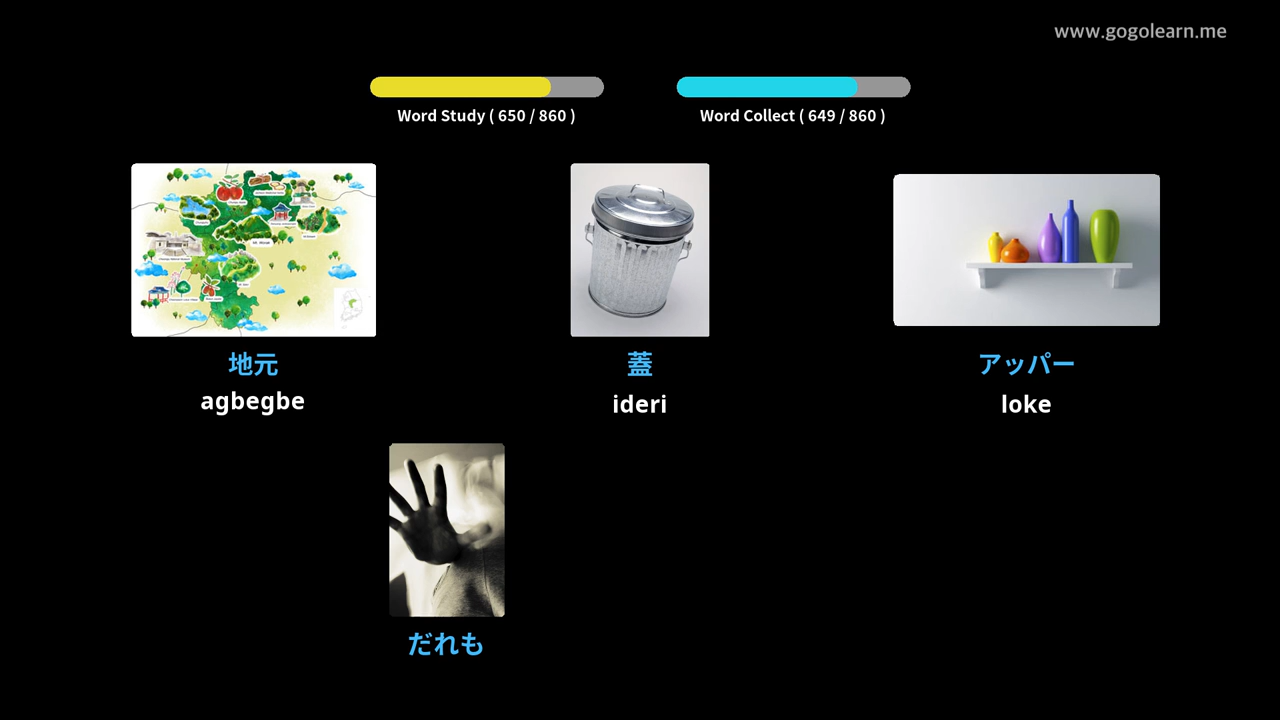 www.gogolearn.me
Word Study ( 650 / 860 )
Word Collect ( 649 / 860 )
地元
agbegbe
蓋
ideri
アッパー
loke
だれも